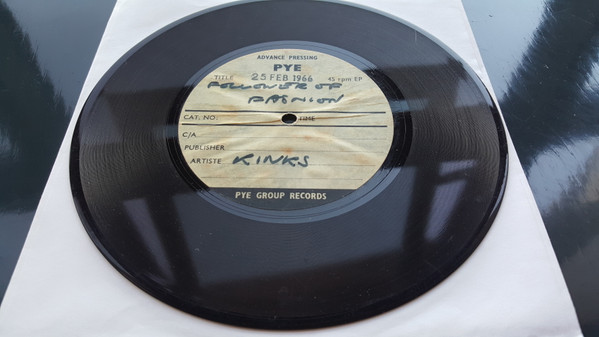 ADVANCE PRESSING
PYE
TITLE 25 FEB 1966 45 rpm EP
FOLLOWER OF
FASHION
CAT. NO. TIME
C/A
PUBLISHER
ARTISTE KINKS
PYE GROUP RECORDS